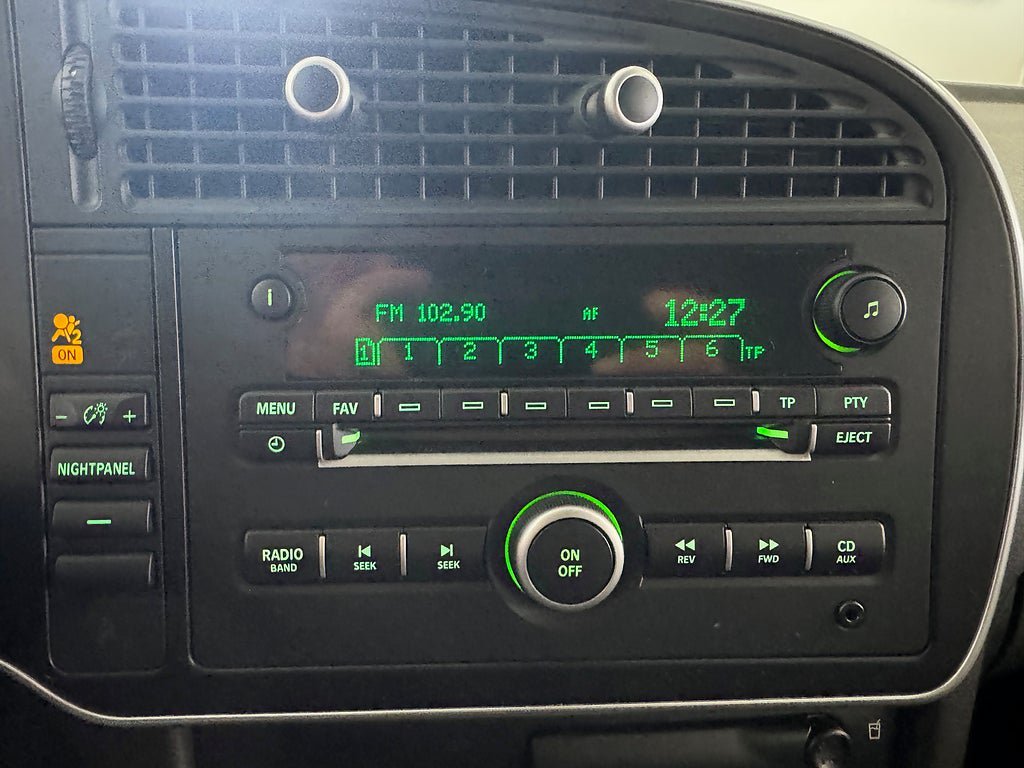 i
FM 102.90 AF 12:27
1 1 2 3 4 5 6 TP
2
ON
MENU FAV TP PTY
- +
EJECT
NIGHTPANEL
RADIO BAND
SEEK
SEEK
ON
OFF
REV
FWD
CD
AUX